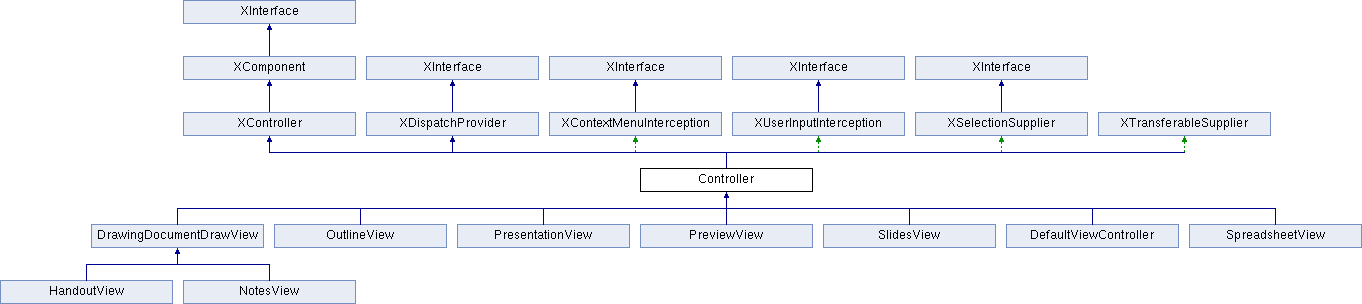 XInterface
XComponent
XInterface
XInterface
XInterface
XInterface
XController
XDispatchProvider
XContextMenuInterception
XUserInputInterception
XSelectionSupplier
XTransferableSupplier
Controller
DrawingDocumentDrawView
OutlineView
PresentationView
PreviewView
SlidesView
DefaultViewController
SpreadsheetView
HandoutView
NotesView